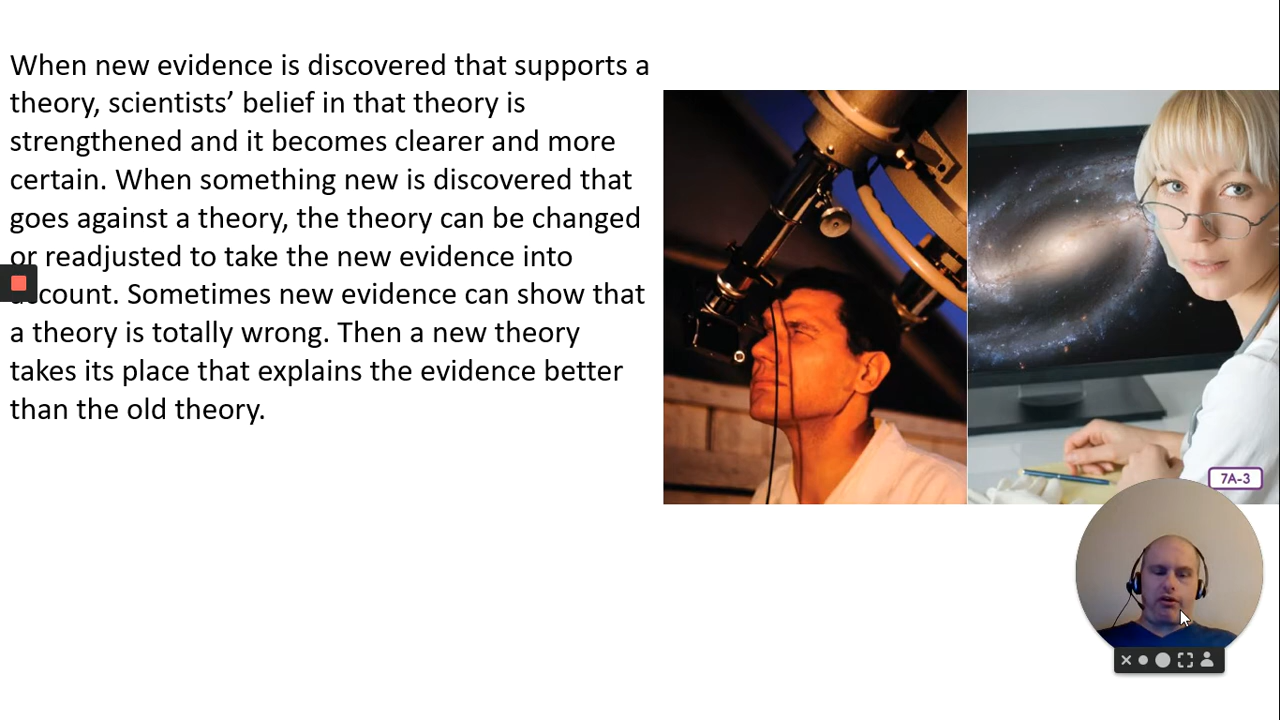 When new evidence is discovered that supports a
theory, scientists’ belief in that theory is
strengthened and it becomes clearer and more
certain. When something new is discovered that
goes against a theory, the theory can be changed
or readjusted to take the new evidence into
account. Sometimes new evidence can show that
a theory is totally wrong. Then a new theory
takes its place that explains the evidence better
than the old theory.
7A-3